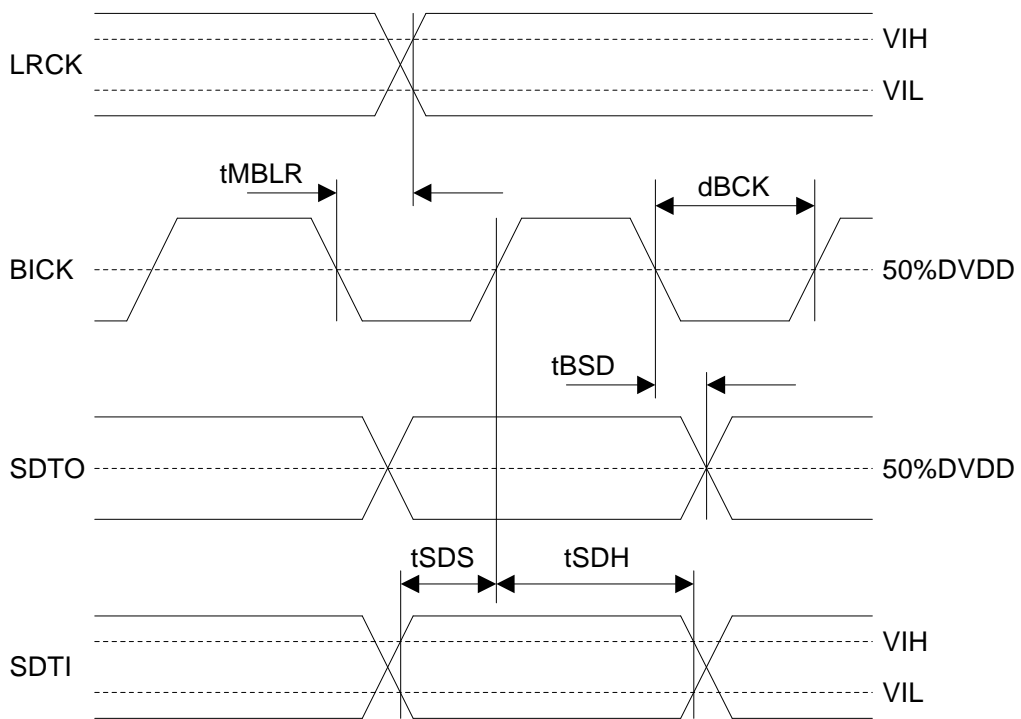 LRCK
VIH
VIL
tMBLR
dBCK
BICK
50%DVDD
tBSD
SDTO
50%DVDD
tSDS
tSDH
SDTI
VIH
VIL